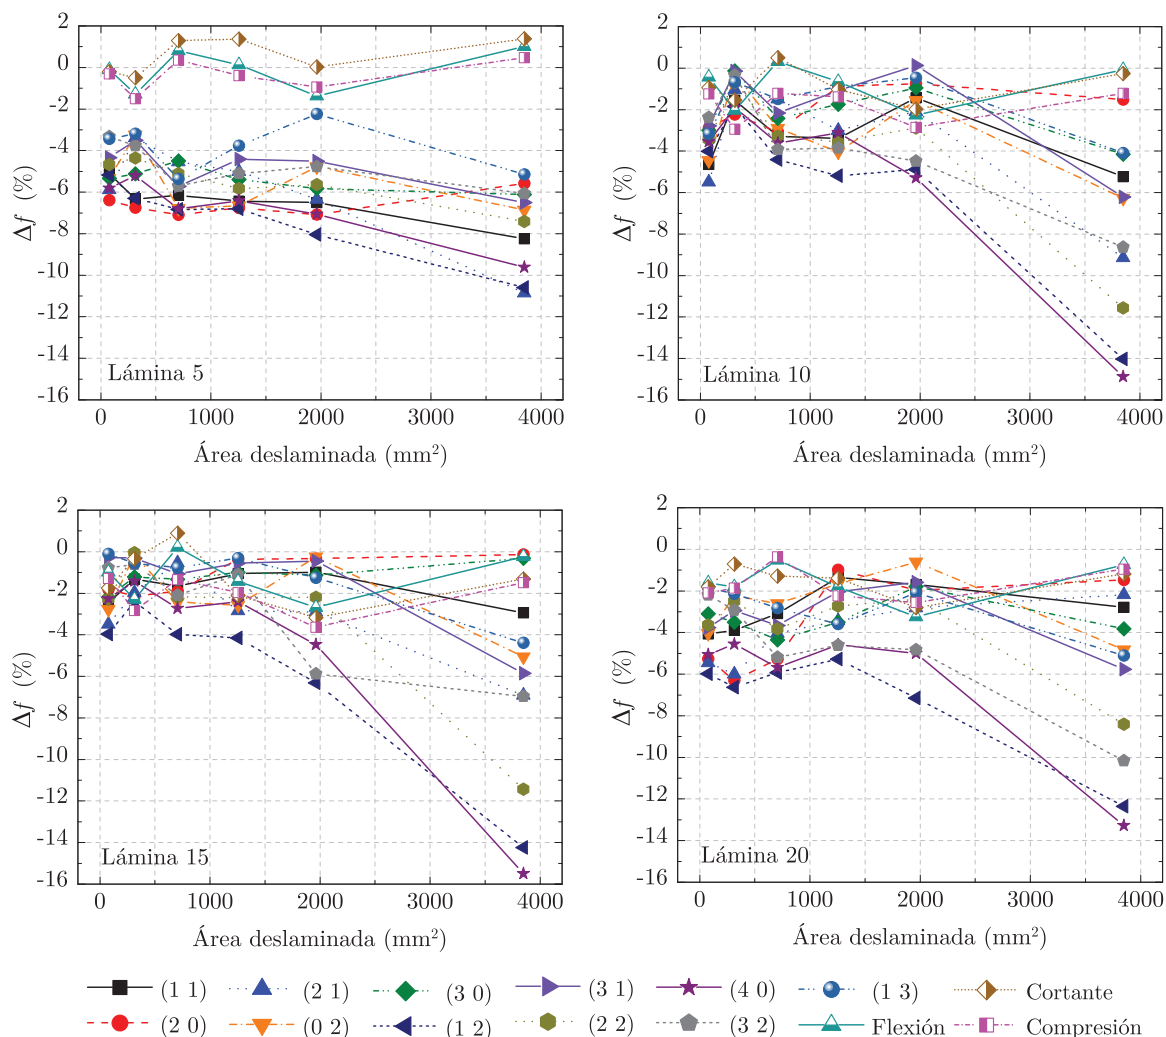 2
0
-2
-4
-6
-8
-10
-12
-14
-16
Δf (%)
Lámina 5
0 1000 2000 3000 4000
Área deslaminada (mm²)
2
0
-2
-4
-6
-8
-10
-12
-14
-16
Δf (%)
Lámina 10
0 1000 2000 3000 4000
Área deslaminada (mm²)
2
0
-2
-4
-6
-8
-10
-12
-14
-16
Δf (%)
Lámina 15
0 1000 2000 3000 4000
Área deslaminada (mm²)
2
0
-2
-4
-6
-8
-10
-12
-14
-16
Δf (%)
Lámina 20
0 1000 2000 3000 4000
Área deslaminada (mm²)
(1 1) (2 1) (3 0) (3 1) (4 0) (1 3) Cortante
(2 0) (0 2) (1 2) (2 2) (3 2) Flexión Compresión